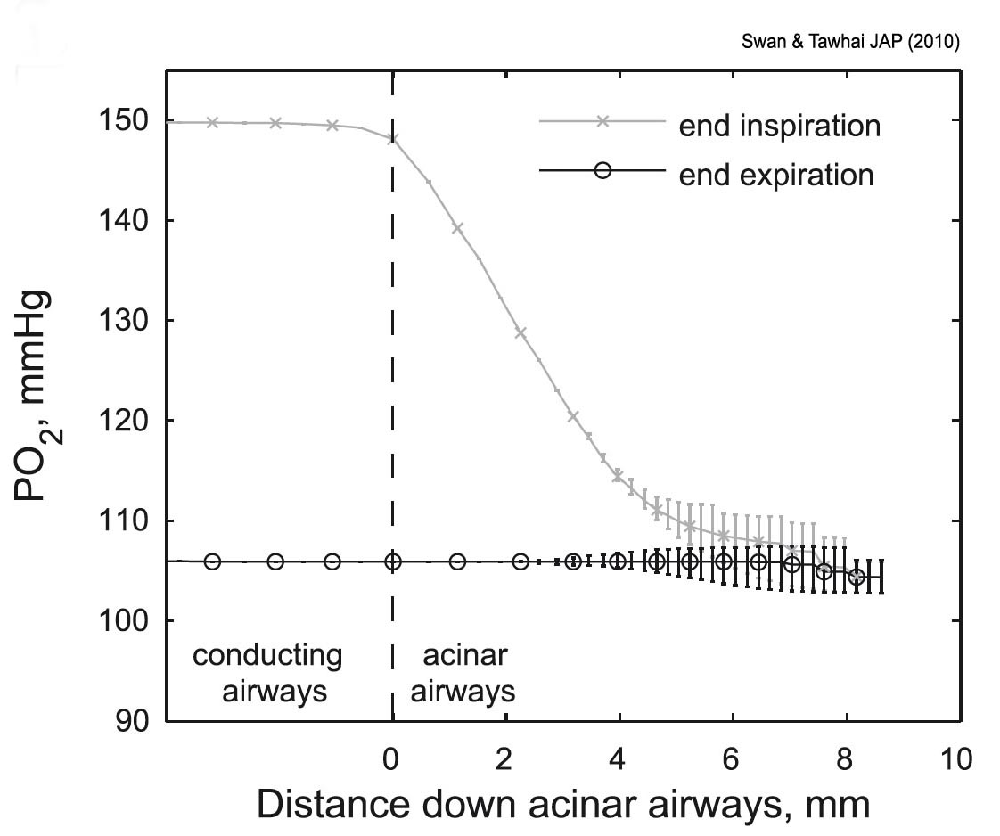 Swan & Tawhai JAP (2010)
150
140
130
120
110
100
90
PO2, mmHg
end inspiration
end expiration
conducting
airways
acinar
airways
0 2 4 6 8 10
Distance down acinar airways, mm